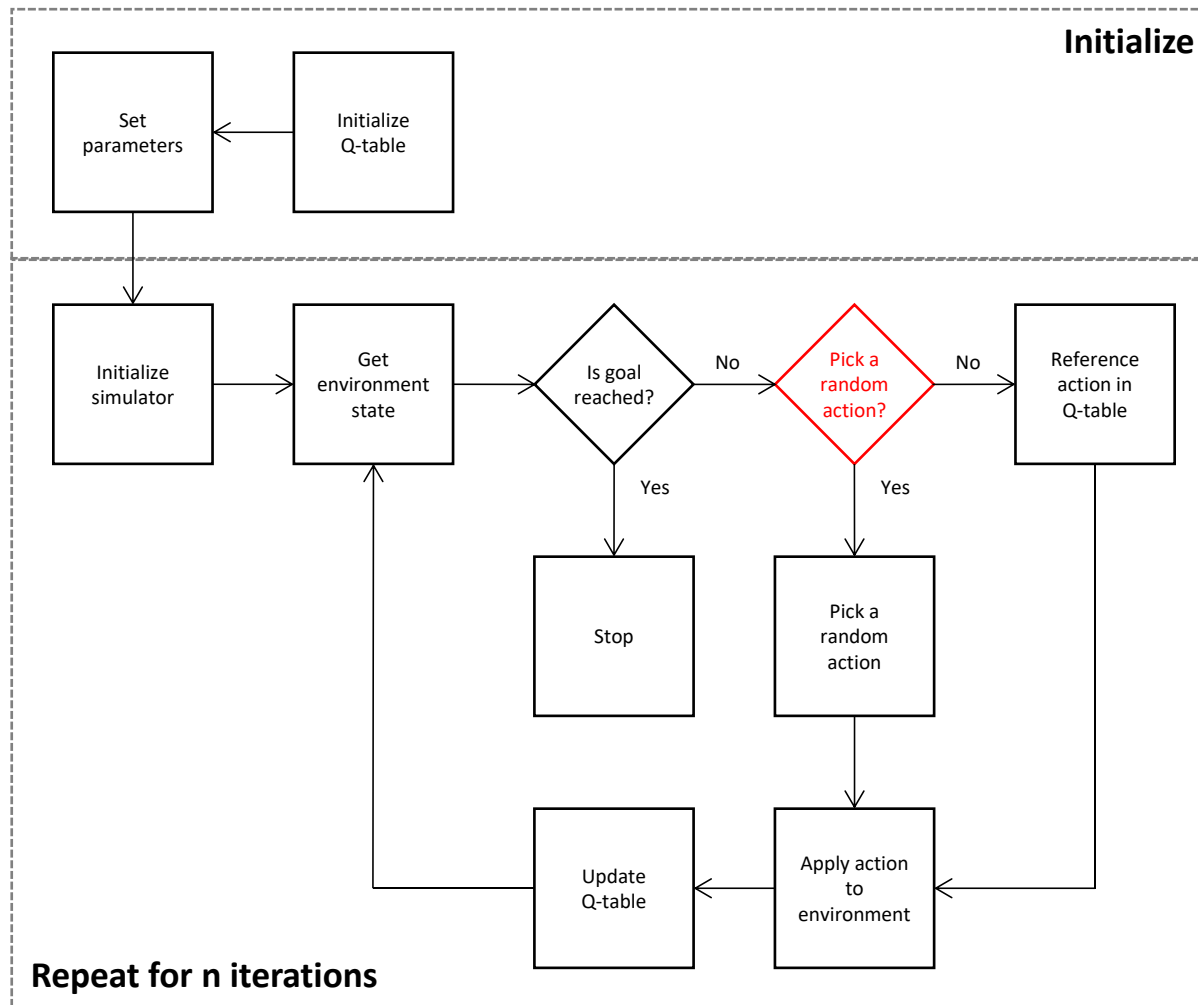 Initialize
Set
parameters
Initialize
Q-table
Initialize
simulator
Get
environment
state
Is goal
reached?
No
Pick a
random
action?
No
Reference
action in
Q-table
Yes
Yes
Stop
Pick a
random
action
Update
Q-table
Apply action
to
environment
Repeat for n iterations